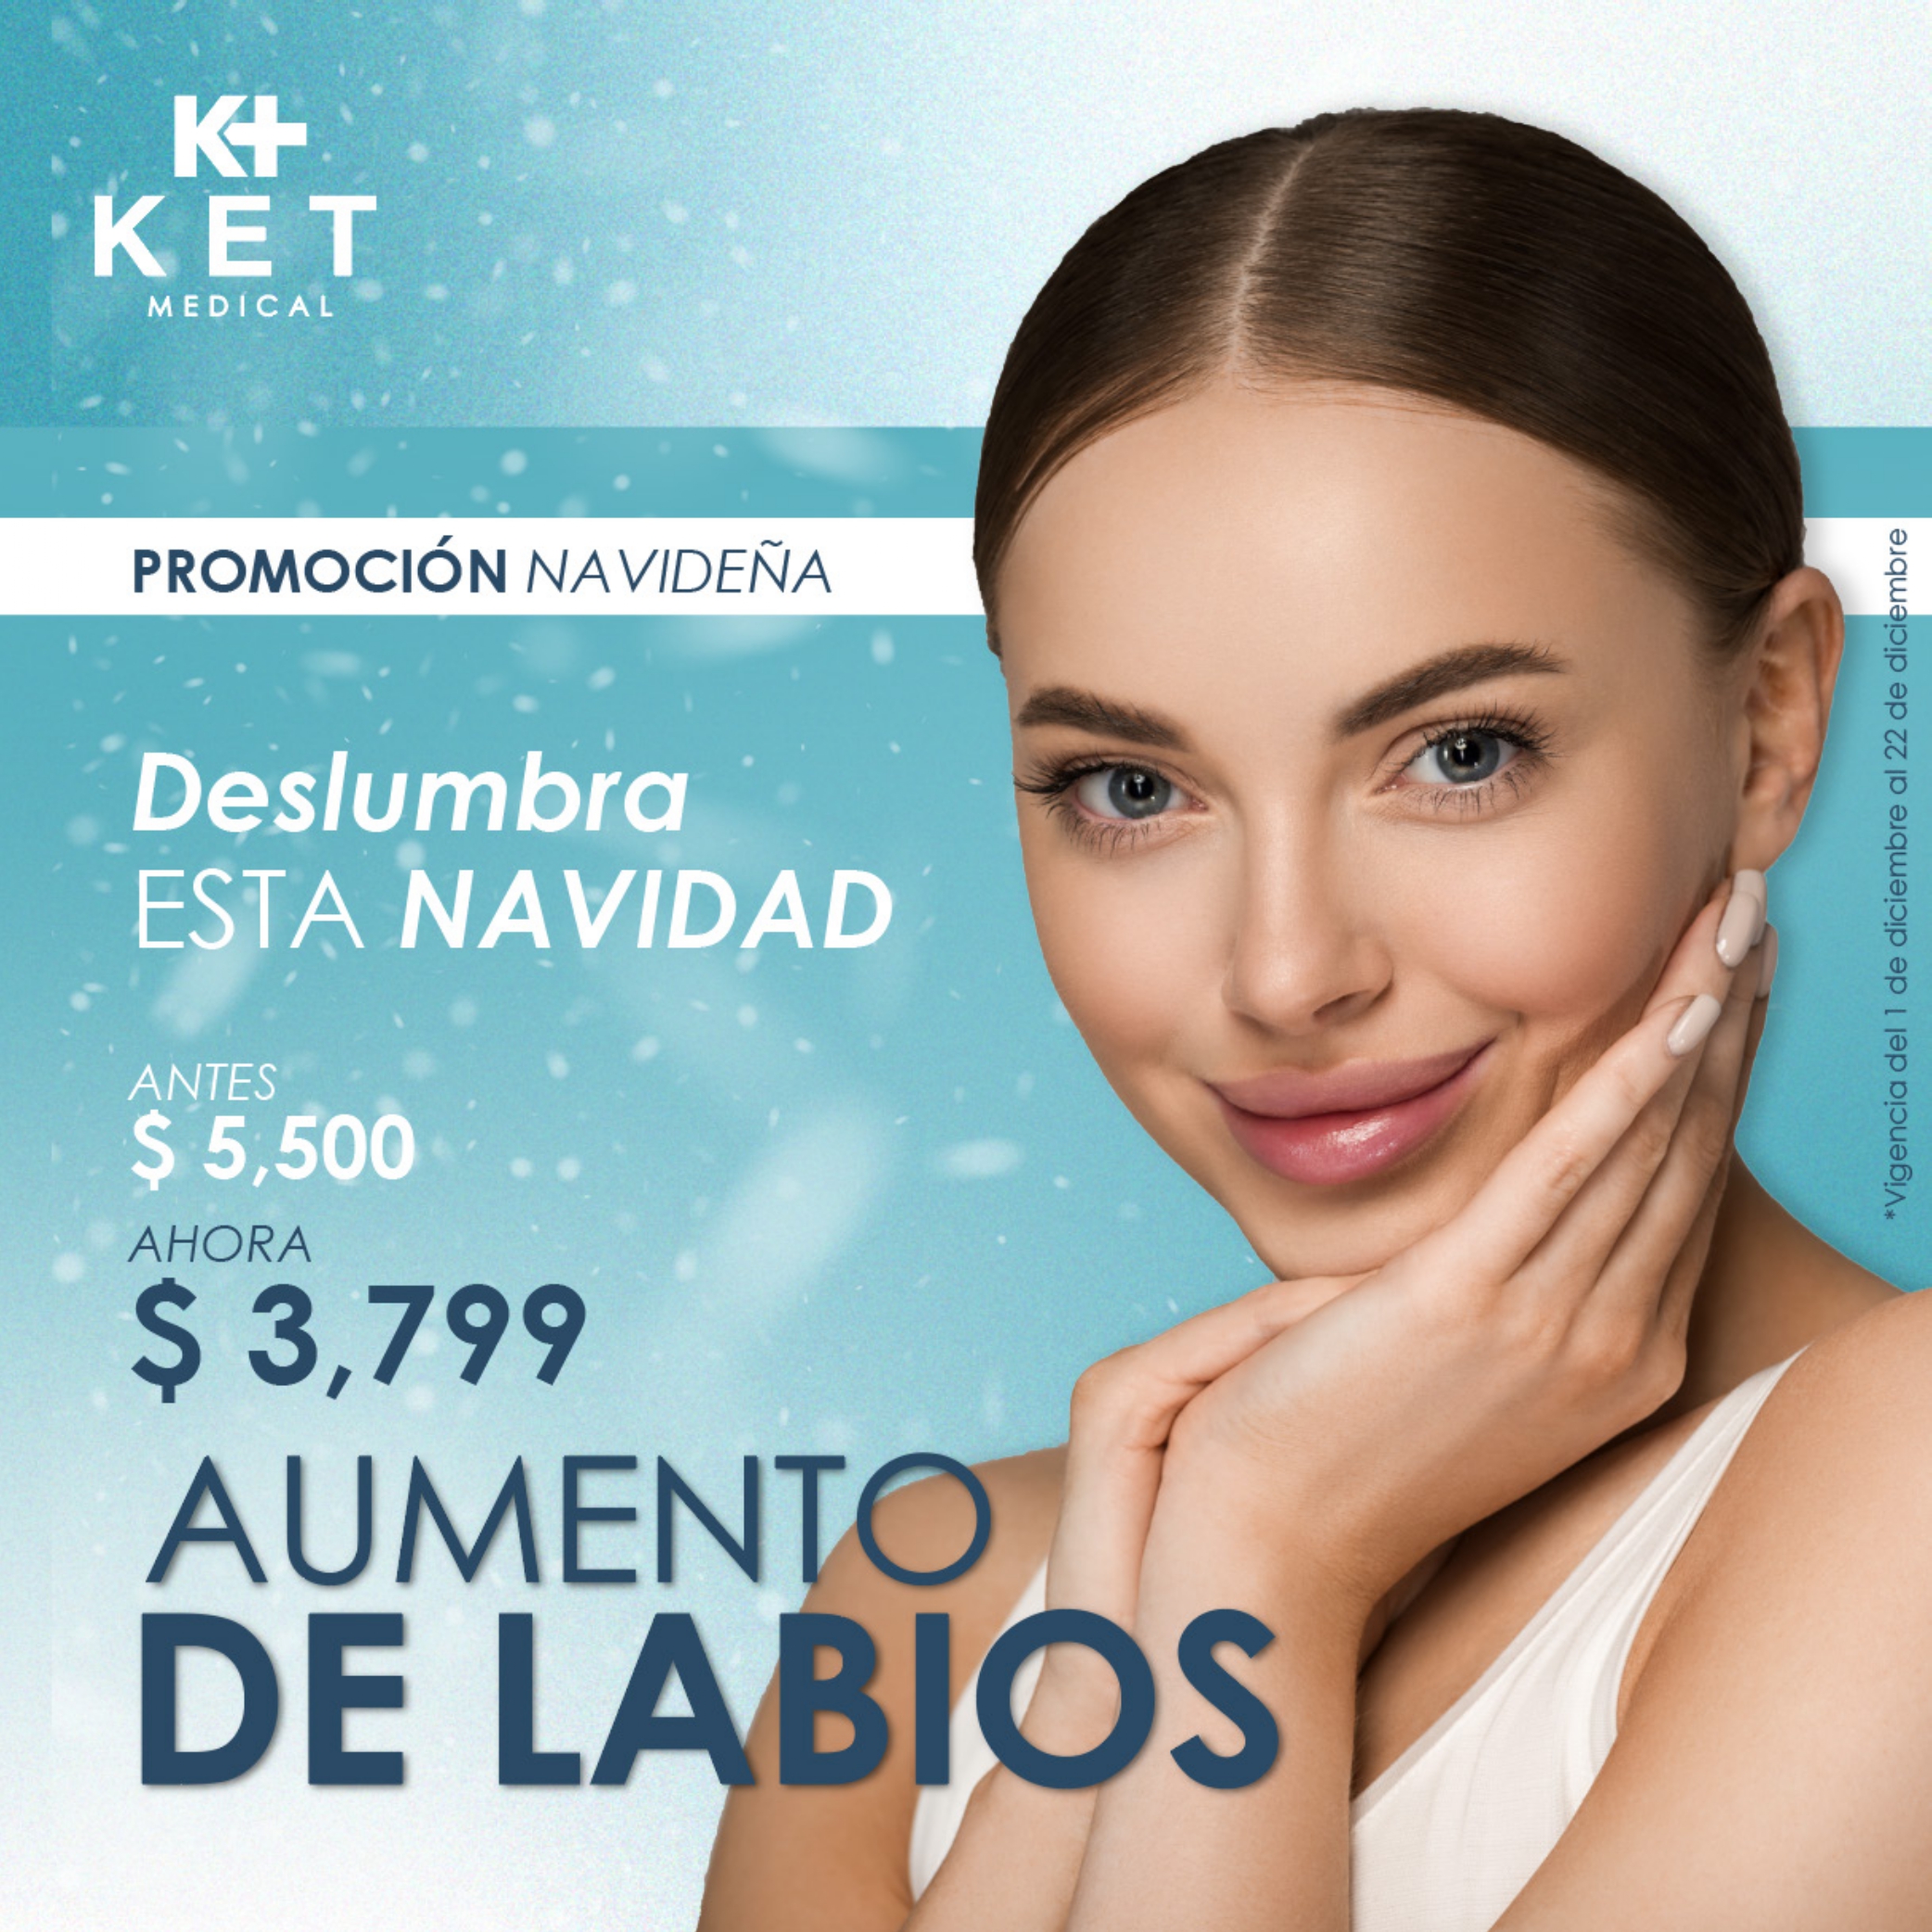 K+
KET
MEDICAL
PROMOCIÓN NAVIDEÑA
Deslumbra
ESTA NAVIDAD
ANTES
$ 5,500
AHORA
$ 3,799
AUMENTO
DE LABIOS
*Vigencia del 1 de diciembre al 22 de diciembre